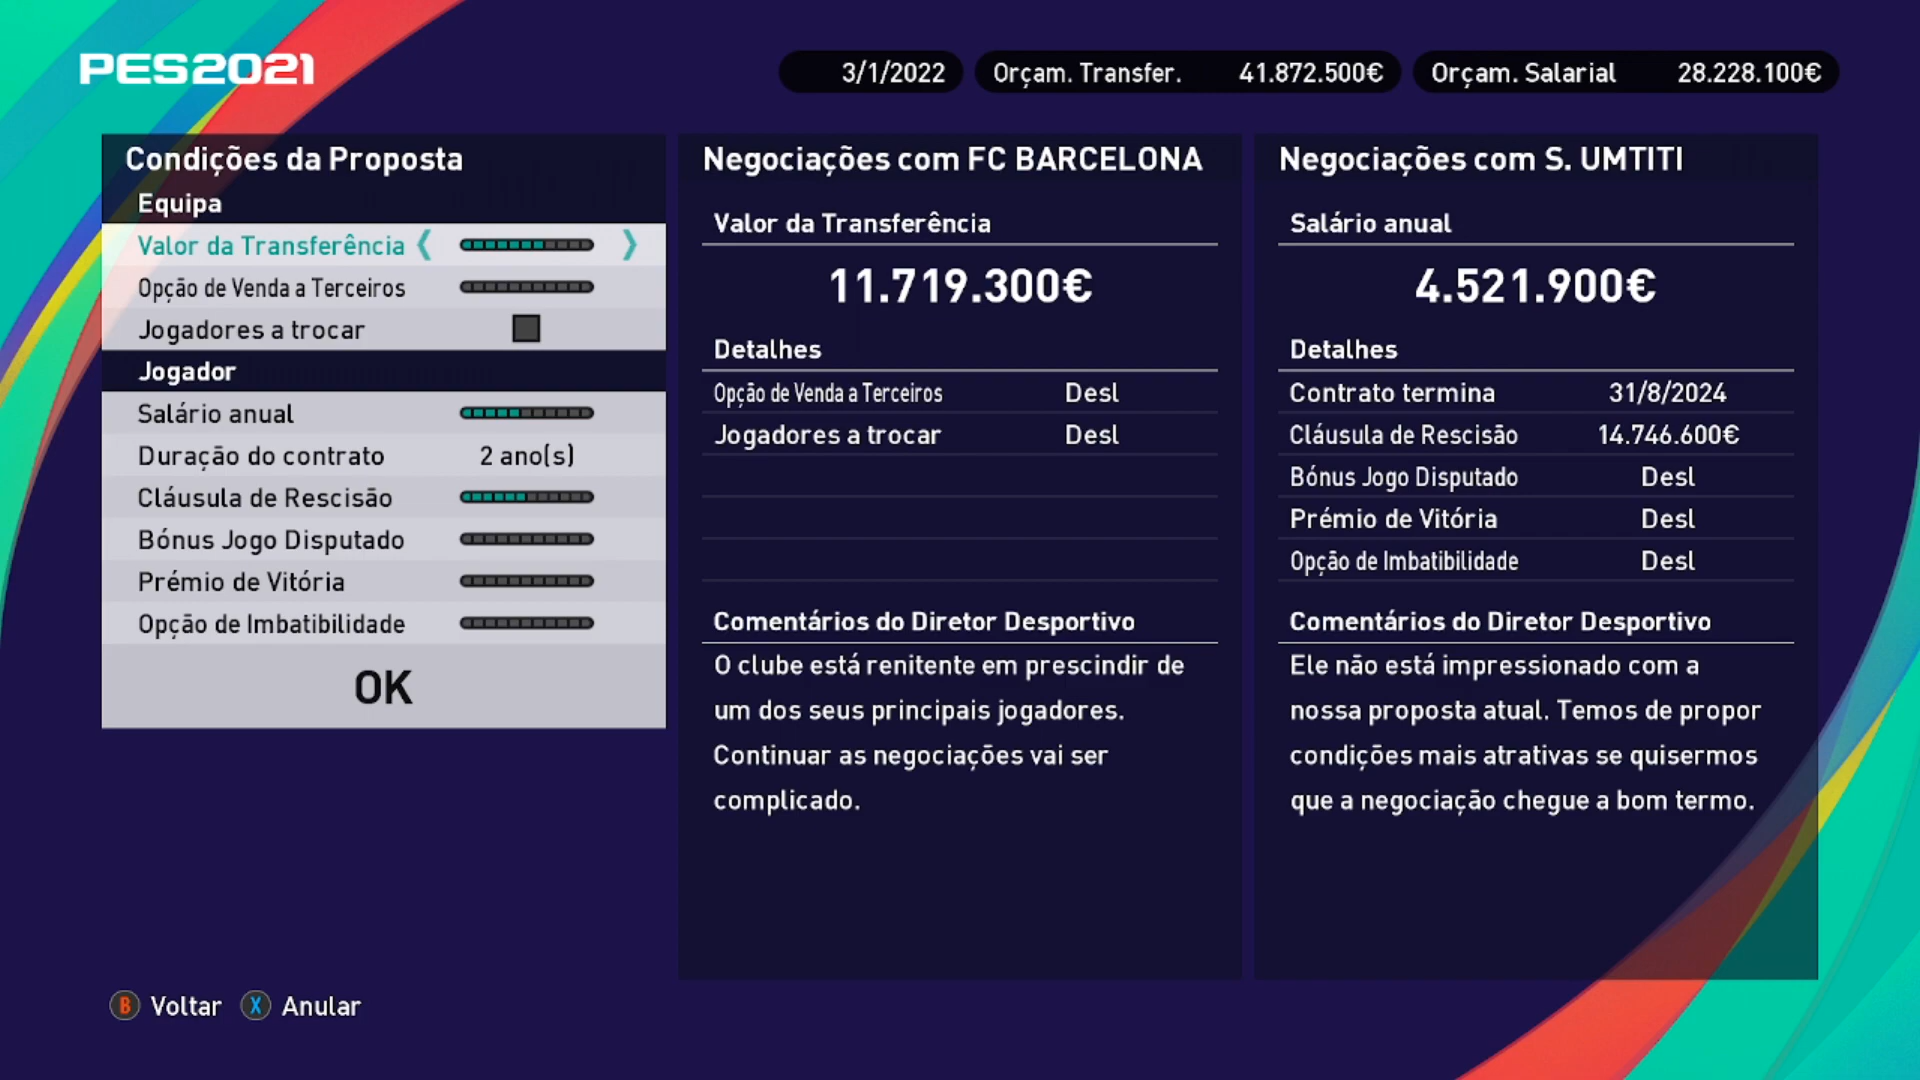 PES2021
3/1/2022
Orçam. Transfer. 41.872.500€
Orçam. Salarial 28.228.100€
Condições da Proposta
Equipa
Valor da Transferência
Opção de Venda a Terceiros
Jogadores a trocar
Jogador
Salário anual
Duração do contrato 2 ano(s)
Cláusula de Rescisão
Bónus Jogo Disputado
Prémio de Vitória
Opção de Imbatibilidade
OK
Negociações com FC BARCELONA
Valor da Transferência
11.719.300€
Detalhes
Opção de Venda a Terceiros Desl
Jogadores a trocar Desl
Comentários do Diretor Desportivo
O clube está renitente em prescindir de
um dos seus principais jogadores.
Continuar as negociações vai ser
complicado.
Negociações com S. UMTITI
Salário anual
4.521.900€
Detalhes
Contrato termina 31/8/2024
Cláusula de Rescisão 14.746.600€
Bónus Jogo Disputado Desl
Prémio de Vitória Desl
Opção de Imbatibilidade Desl
Comentários do Diretor Desportivo
Ele não está impressionado com a
nossa proposta atual. Temos de propor
condições mais atrativas se quisermos
que a negociação chegue a bom termo.
B Voltar X Anular